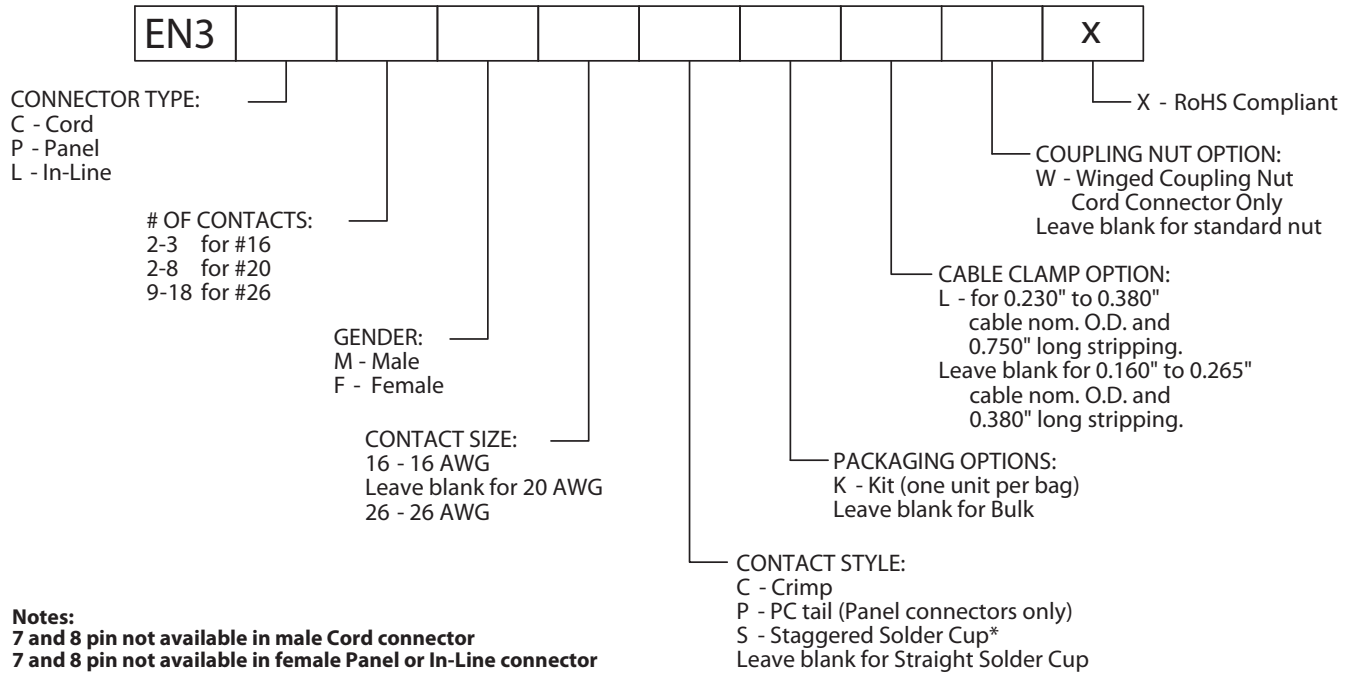 EN3 X
CONNECTOR TYPE:
C - Cord
P - Panel
L - In-Line
# OF CONTACTS:
2-3 for #16
2-8 for #20
9-18 for #26
GENDER:
M - Male
F - Female
CONTACT SIZE:
16 - 16 AWG
Leave blank for 20 AWG
26 - 26 AWG
CONTACT STYLE:
C - Crimp
P - PC tail (Panel connectors only)
S - Staggered Solder Cup*
Leave blank for Straight Solder Cup
PACKAGING OPTIONS:
K - Kit (one unit per bag)
Leave blank for Bulk
CABLE CLAMP OPTION:
L - for 0.230" to 0.380"
cable nom. O.D. and
0.750" long stripping.
Leave blank for 0.160" to 0.265"
cable nom. O.D. and
0.380" long stripping.
COUPLING NUT OPTION:
W - Winged Coupling Nut
Cord Connector Only
Leave blank for standard nut
X - RoHS Compliant
Notes:
7 and 8 pin not available in male Cord connector
7 and 8 pin not available in female Panel or In-Line connector